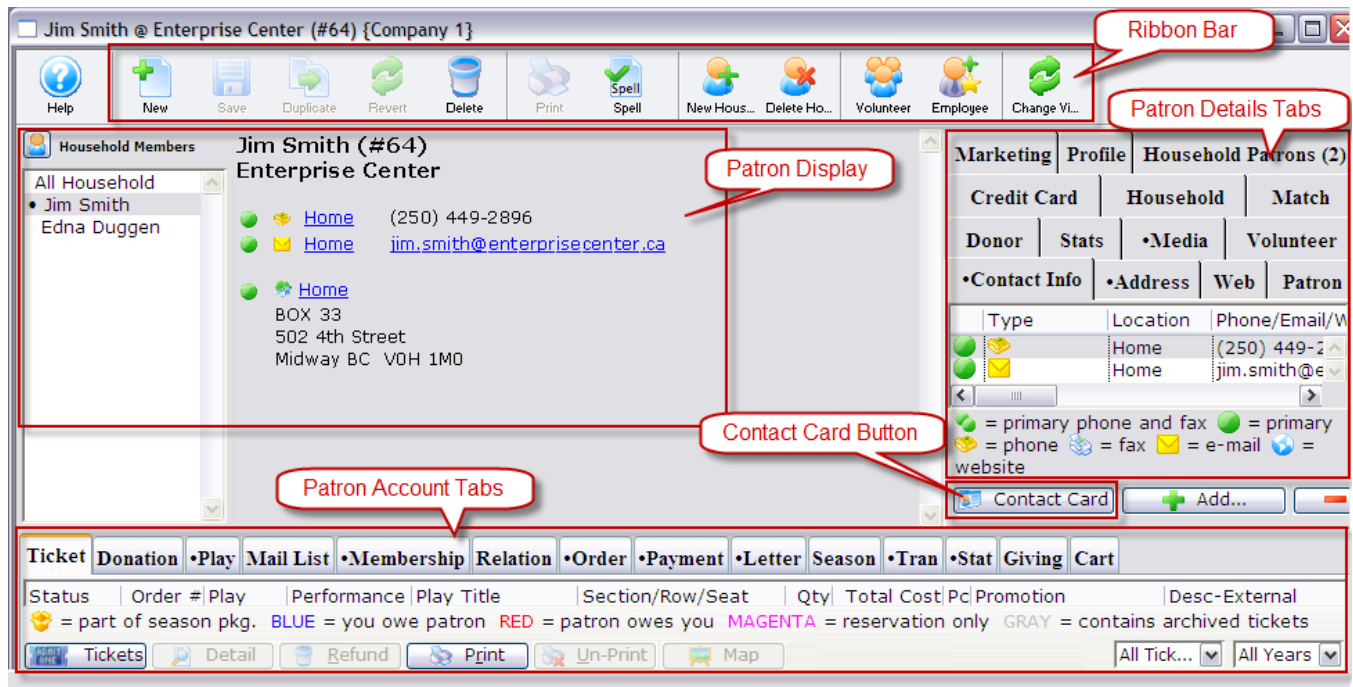 Jim Smith @ Enterprise Center (#64) {Company 1}
Ribbon Bar
Help New Save Duplicate Revert Delete Print Spell New Hous... Delete Ho... Volunteer Employee Change Vi...
Spell
Patron Details Tabs
Household Members
All Household
• Jim Smith
Edna Duggen
Jim Smith (#64)
Enterprise Center
Home (250) 449-2896
Home jim.smith@enterprisecenter.ca
Home
BOX 33
502 4th Street
Midway BC V0H 1M0
Patron Display
Marketing Profile Household Patrons (2)
Credit Card Household Match
Donor Stats •Media Volunteer
•Contact Info •Address Web Patron
Type Location Phone/Email/W
Home (250) 449-2
Home jim.smith@e
= primary phone and fax = primary
= phone = fax = e-mail =
website
Contact Card Button
Contact Card Add...
Patron Account Tabs
Ticket Donation •Play Mail List •Membership Relation •Order •Payment •Letter Season •Tran •Stat Giving Cart
Status Order # Play Performance Play Title Section/Row/Seat Qty Total Cost Pc Promotion Desc-External
= part of season pkg. BLUE = you owe patron RED = patron owes you MAGENTA = reservation only GRAY = contains archived tickets
ADMIT ONE Tickets Detail Refund Print Un-Print Map All Tick... All Years